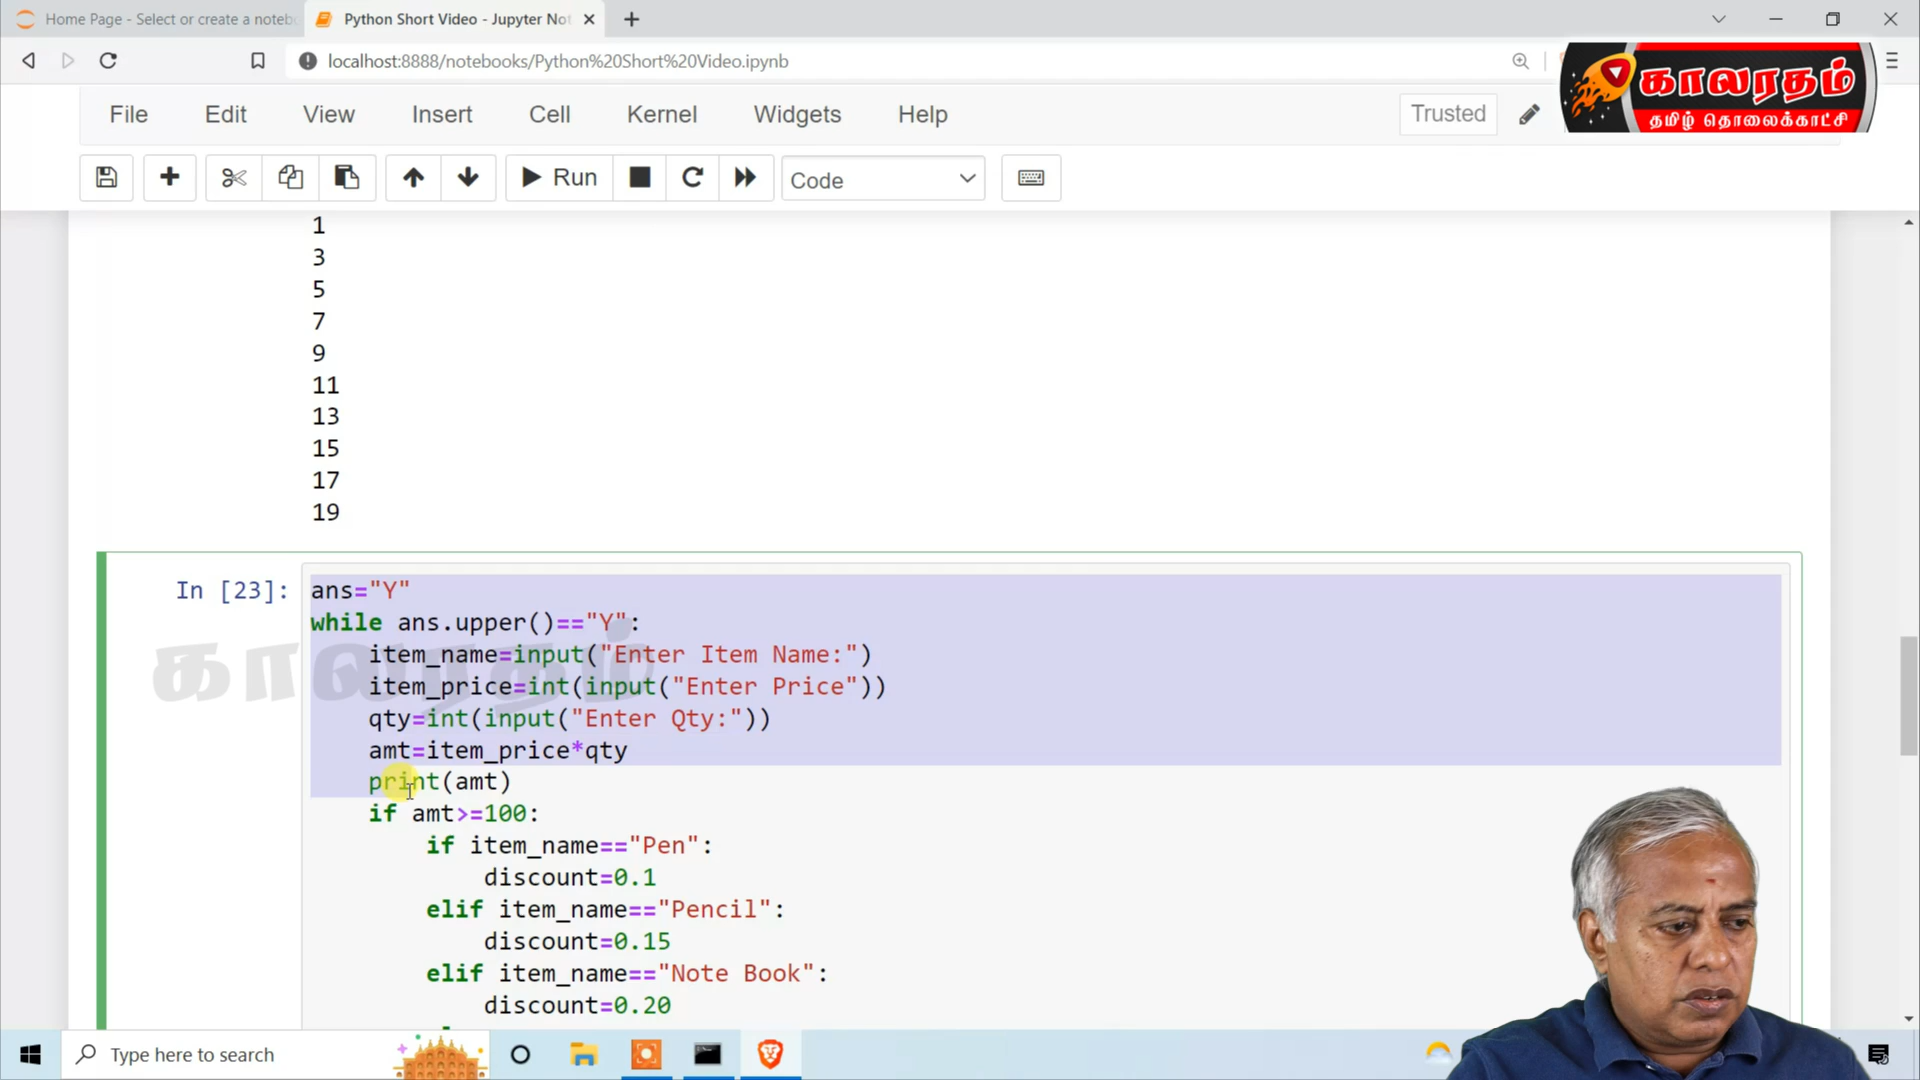 Home Page - Select or create a noteb
Python Short Video - Jupyter Not
localhost:8888/notebooks/Python%20Short%20Video.ipynb
காலரதம்
தமிழ் தொலைக்காட்சி
File Edit View Insert Cell Kernel Widgets Help
Trusted
Run
Code
1
3
5
7
9
11
13
15
17
19
In [23]:
ans="Y"
while ans.upper()=="Y":
    item_name=input("Enter Item Name:")
    item_price=int(input("Enter Price"))
    qty=int(input("Enter Qty:"))
    amt=item_price*qty
    print(amt)
    if amt>=100:
        if item_name=="Pen":
            discount=0.1
        elif item_name=="Pencil":
            discount=0.15
        elif item_name=="Note Book":
            discount=0.20
காலரதம்
Type here to search